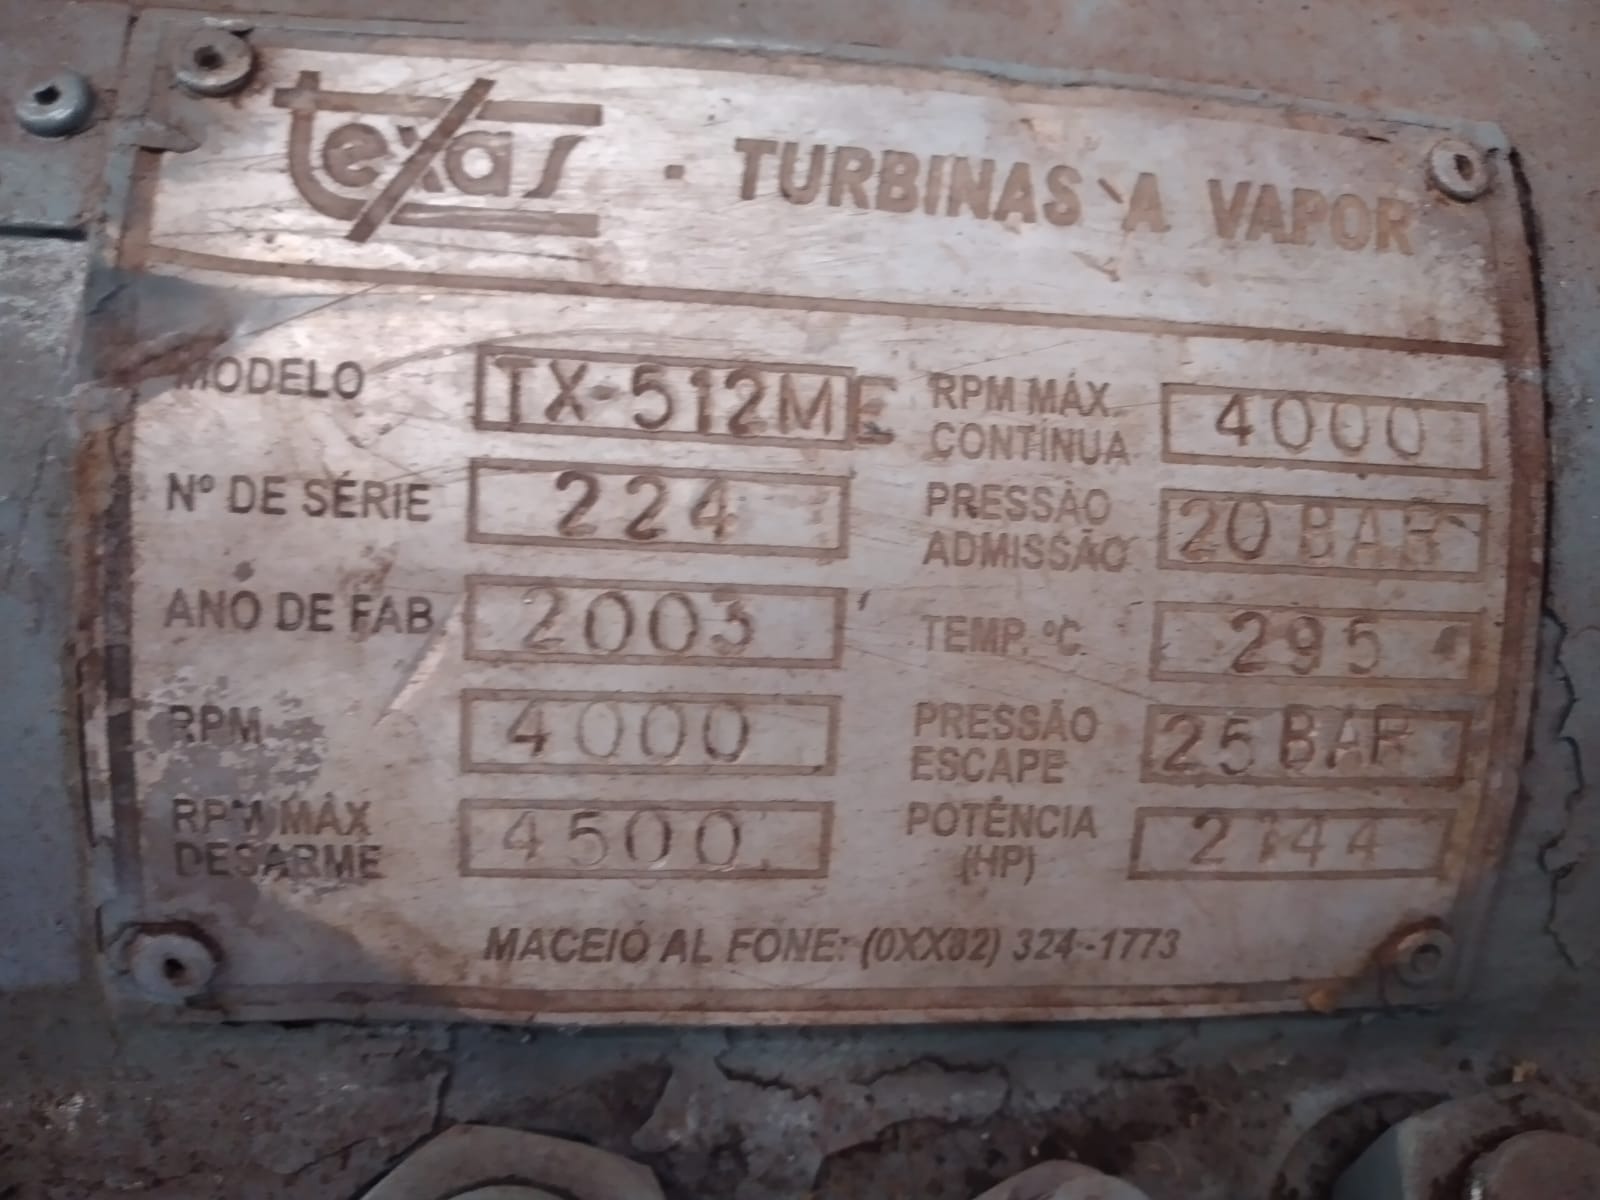 texas - TURBINAS `A VAPOR
MODELO TX-512ME
Nº DE SÉRIE 224
ANO DE FAB. 2003
RPM 4000
RPM MÁX DESARME 4500
RPM MÁX. CONTÍNUA 4000
PRESSÃO ADMISSÃO 20 BAR
TEMP. ºC. 295
PRESSÃO ESCAPE 25 BAR
POTÊNCIA (HP)
MACEIÓ AL FONE: (0XX82) 324-1773